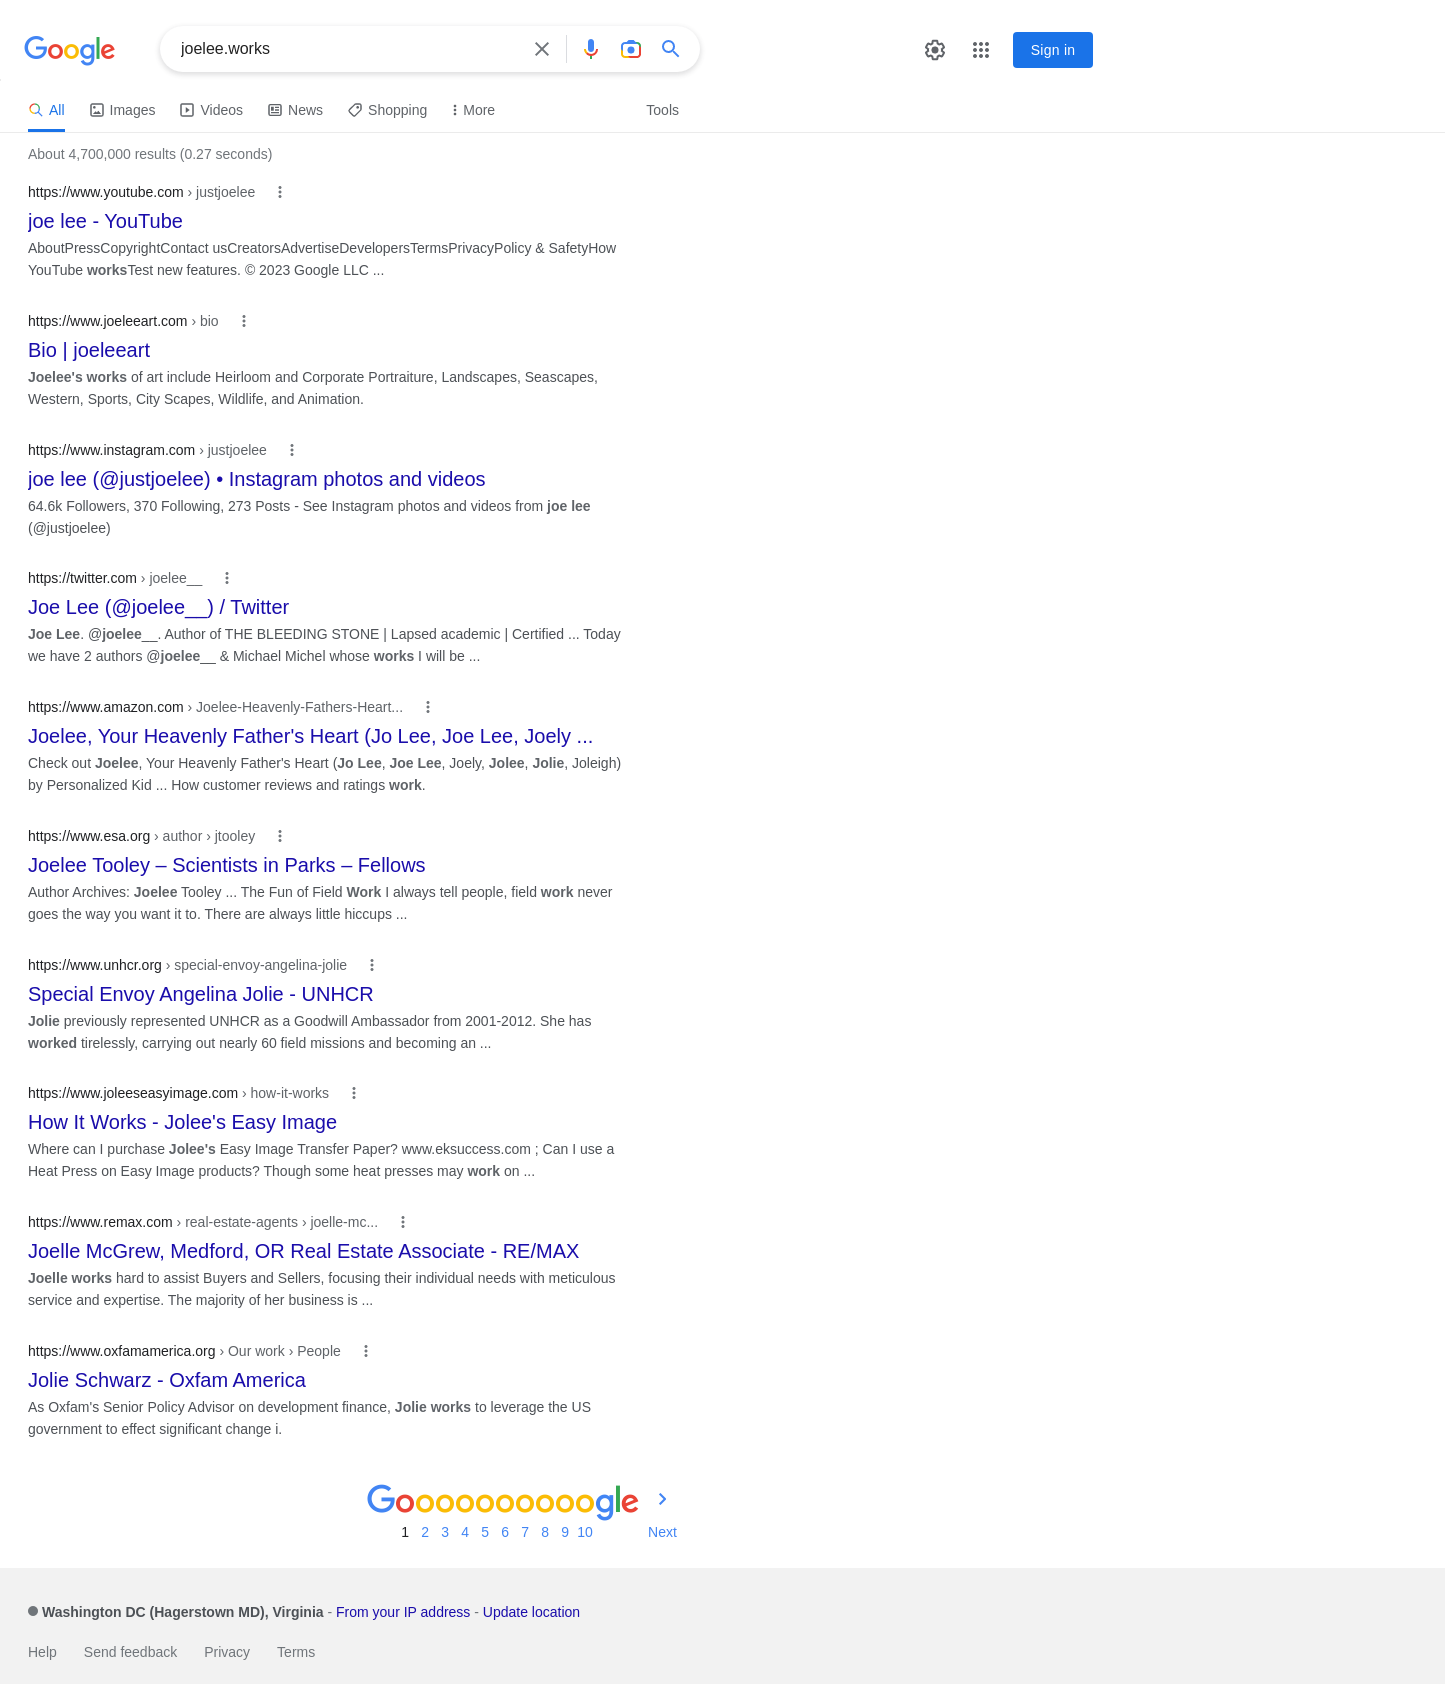 Google
joelee.works
Sign in
All Images Videos News Shopping More Tools
About 4,700,000 results (0.27 seconds)
https://www.youtube.com › justjoelee
joe lee - YouTube
AboutPressCopyrightContact usCreatorsAdvertiseDevelopersTermsPrivacyPolicy & SafetyHow
YouTube worksTest new features. © 2023 Google LLC ...
https://www.joeleeart.com › bio
Bio | joeleeart
Joelee's works of art include Heirloom and Corporate Portraiture, Landscapes, Seascapes,
Western, Sports, City Scapes, Wildlife, and Animation.
https://www.instagram.com › justjoelee
joe lee (@justjoelee) • Instagram photos and videos
64.6k Followers, 370 Following, 273 Posts - See Instagram photos and videos from joe lee
(@justjoelee)
https://twitter.com › joelee__
Joe Lee (@joelee__) / Twitter
Joe Lee. @joelee__. Author of THE BLEEDING STONE | Lapsed academic | Certified ... Today
we have 2 authors @joelee__ & Michael Michel whose works I will be ...
https://www.amazon.com › Joelee-Heavenly-Fathers-Heart...
Joelee, Your Heavenly Father's Heart (Jo Lee, Joe Lee, Joely ...
Check out Joelee, Your Heavenly Father's Heart (Jo Lee, Joe Lee, Joely, Jolee, Jolie, Joleigh)
by Personalized Kid ... How customer reviews and ratings work.
https://www.esa.org › author › jtooley
Joelee Tooley – Scientists in Parks – Fellows
Author Archives: Joelee Tooley ... The Fun of Field Work I always tell people, field work never
goes the way you want it to. There are always little hiccups ...
https://www.unhcr.org › special-envoy-angelina-jolie
Special Envoy Angelina Jolie - UNHCR
Jolie previously represented UNHCR as a Goodwill Ambassador from 2001-2012. She has
worked tirelessly, carrying out nearly 60 field missions and becoming an ...
https://www.joleeseasyimage.com › how-it-works
How It Works - Jolee's Easy Image
Where can I purchase Jolee's Easy Image Transfer Paper? www.eksuccess.com ; Can I use a
Heat Press on Easy Image products? Though some heat presses may work on ...
https://www.remax.com › real-estate-agents › joelle-mc...
Joelle McGrew, Medford, OR Real Estate Associate - RE/MAX
Joelle works hard to assist Buyers and Sellers, focusing their individual needs with meticulous
service and expertise. The majority of her business is ...
https://www.oxfamamerica.org › Our work › People
Jolie Schwarz - Oxfam America
As Oxfam's Senior Policy Advisor on development finance, Jolie works to leverage the US
government to effect significant change i.
Goooooooooogle
1 2 3 4 5 6 7 8 9 10 Next
Washington DC (Hagerstown MD), Virginia - From your IP address - Update location
Help Send feedback Privacy Terms